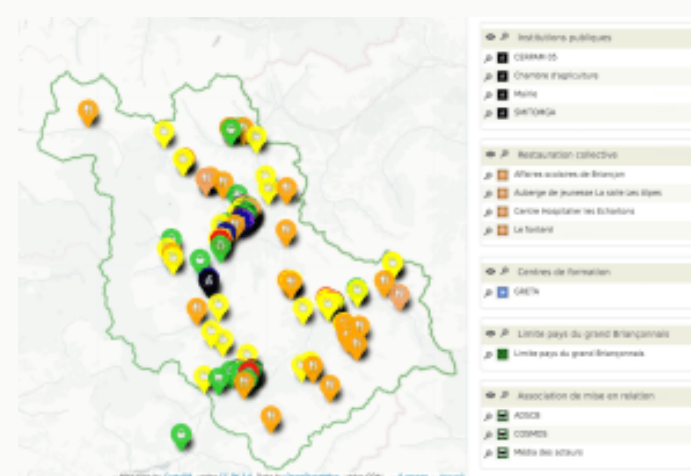 Institutions publiques
CERPAM 05
Chambre d'agriculture
Mairie
SMITOMGA
Restauration collective
Affaires scolaires de Briançon
Auberge de jeunesse La salle Les Alpes
Centre Hospitalier les Escartons
Le fontenil
Centres de formation
GRETA
Limite pays du grand Briançonnais
Limite pays du grand Briançonnais
Association de mise en relation
ADSCB
COSMOS
Météo des acteurs